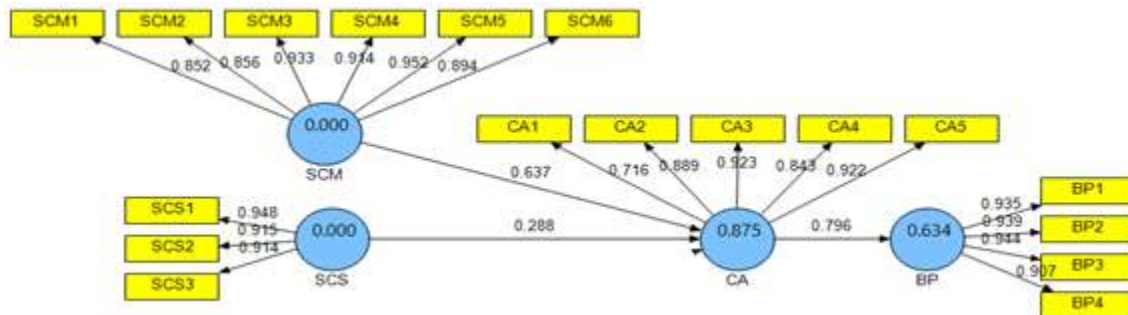 SCM1 SCM2 SCM3 SCM4 SCM5 SCM6
0.852 0.856 0.933 0.914 0.952 0.894
0.000
SCM
CA1 CA2 CA3 CA4 CA5
0.637 0.716 0.889 0.923 0.843 0.922
SCS1
SCS2
SCS3
0.948
0.915
0.914
0.000
SCS
0.288
0.875
CA
0.796
0.634
BP
0.935
0.939
0.944
0.907
BP1
BP2
BP3
BP4